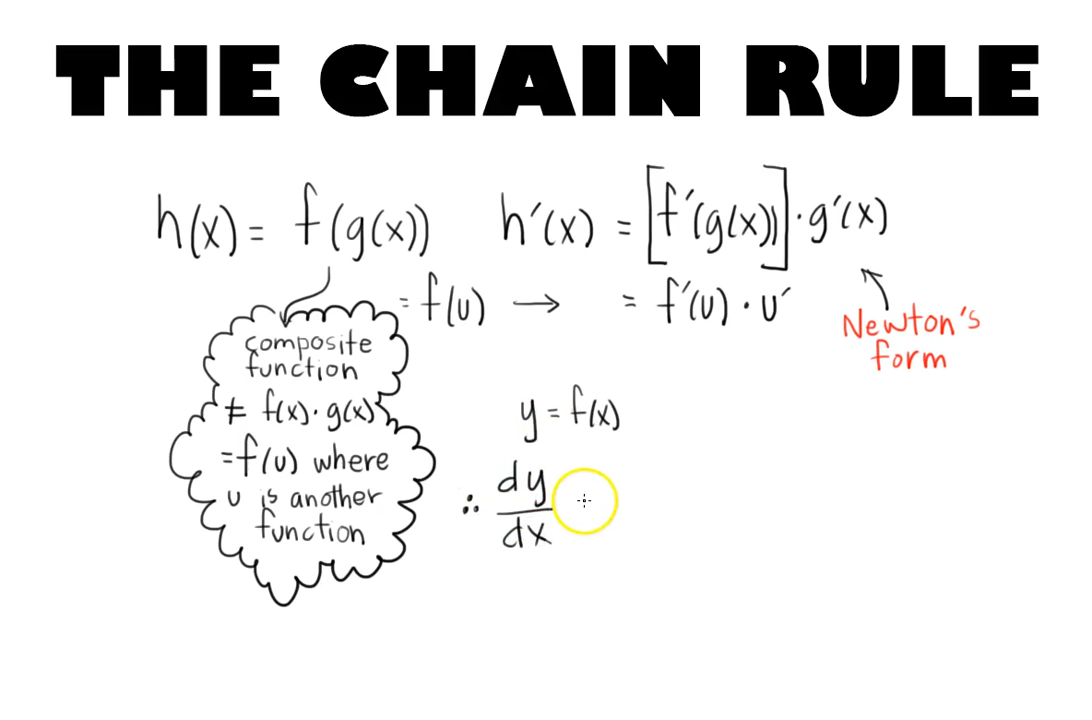 THE CHAIN RULE
h(x) = f(g(x)) h'(x) = [f'(g(x))] · g'(x)
= f(u) → = f'(u) · u'
Newton's
form
composite
function
≠ f(x) · g(x)
= f(u) where
u is another
function
y = f(x)
∴ dy
dx